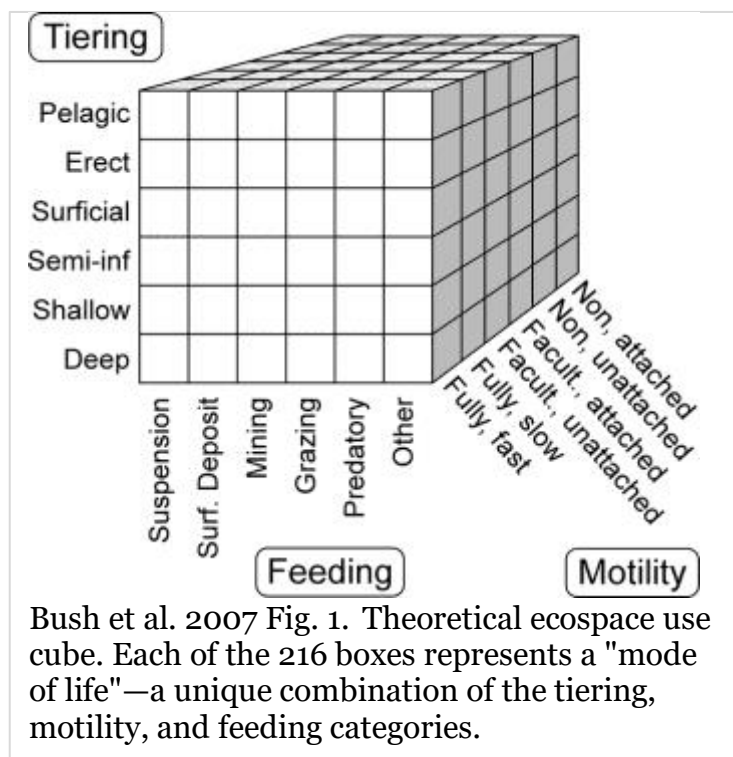 Tiering
Pelagic
Erect
Surficial
Semi-inf
Shallow
Deep
Suspension
Surf. Deposit
Mining
Grazing
Predatory
Other
Fully, fast
Fully, slow
Facult., unattached
Facult., attached
Non, unattached
Non, attached
Feeding
Motility
Bush et al. 2007 Fig. 1. Theoretical ecospace use
cube. Each of the 216 boxes represents a "mode
of life"—a unique combination of the tiering,
motility, and feeding categories.